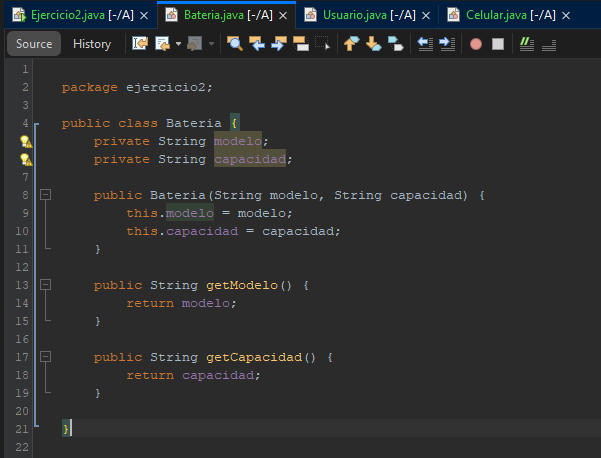 Ejercicio2.java [-/A] Bateria.java [-/A] Usuario.java [-/A] Celular.java [-/A]
Source History
1
2 package ejercicio2;
3
4 public class Bateria {
private String modelo;
private String capacidad;
7
8 public Bateria(String modelo, String capacidad) {
9 this.modelo = modelo;
10 this.capacidad = capacidad;
11 }
12
13 public String getModelo() {
14 return modelo;
15 }
16
17 public String getCapacidad() {
18 return capacidad;
19 }
20
21 }
22